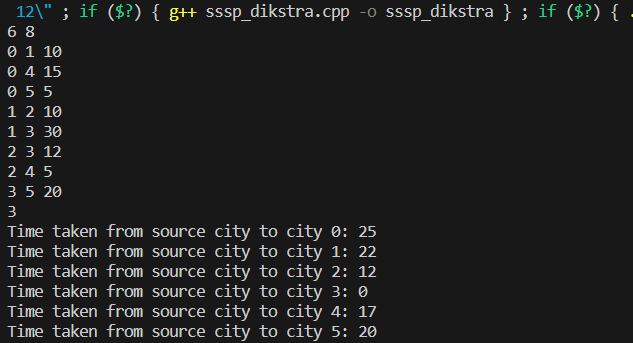 12\" ; if ($?) { g++ sssp_dikstra.cpp -o sssp_dikstra } ; if ($?) { .
6 8
0 1 10
0 4 15
0 5 5
1 2 10
1 3 30
2 3 12
2 4 5
3 5 20
3
Time taken from source city to city 0: 25
Time taken from source city to city 1: 22
Time taken from source city to city 2: 12
Time taken from source city to city 3: 0
Time taken from source city to city 4: 17
Time taken from source city to city 5: 20